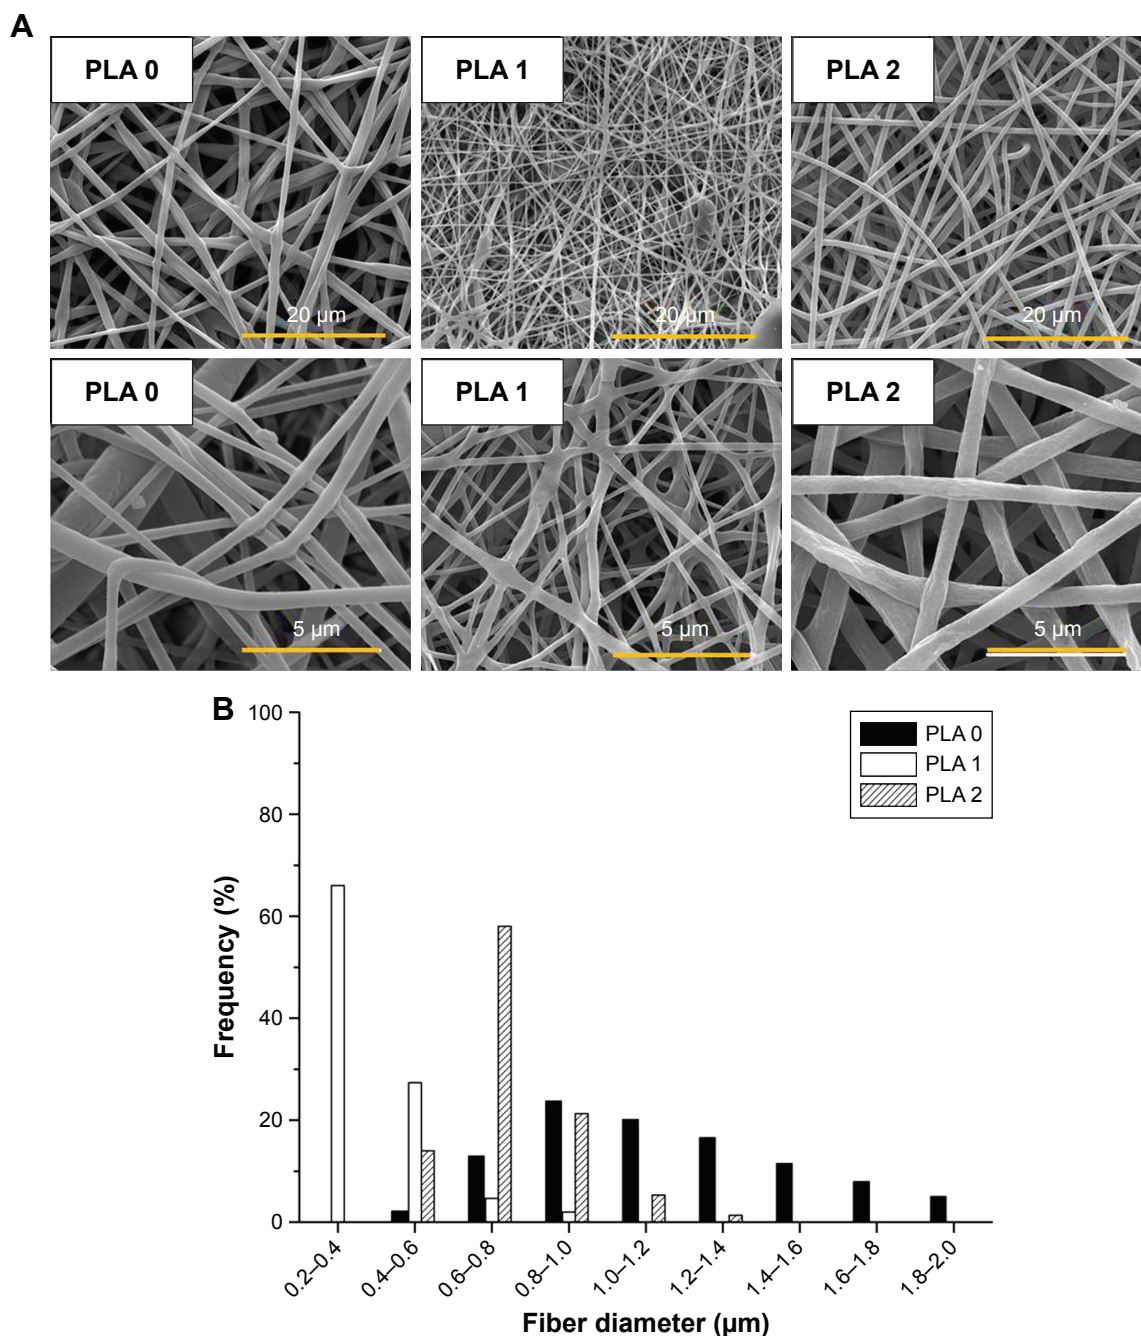 A
PLA 0
PLA 1
PLA 2
20 µm
20 µm
20 µm
PLA 0
PLA 1
PLA 2
5 µm
5 µm
5 µm
B
100
80
60
40
20
0
Frequency (%)
PLA 0
PLA 1
PLA 2
0.2–0.4
0.4–0.6
0.6–0.8
0.8–1.0
1.0–1.2
1.2–1.4
1.4–1.6
1.6–1.8
1.8–2.0
Fiber diameter (µm)